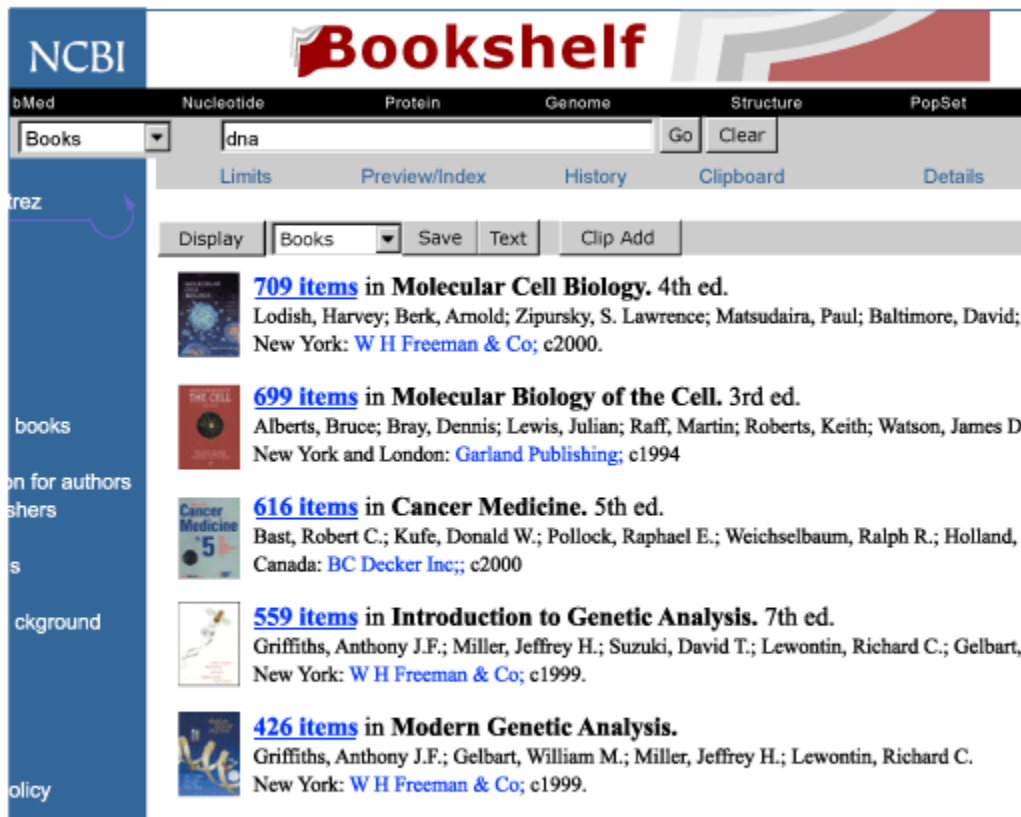 NCBI
Bookshelf
bMed Nucleotide Protein Genome Structure PopSet
Books dna Go Clear
Limits Preview/Index History Clipboard Details
trez
Display Books Save Text Clip Add
709 items in Molecular Cell Biology. 4th ed.
Lodish, Harvey; Berk, Arnold; Zipursky, S. Lawrence; Matsudaira, Paul; Baltimore, David;
New York: W H Freeman & Co; c2000.
THE CELL
699 items in Molecular Biology of the Cell. 3rd ed.
Alberts, Bruce; Bray, Dennis; Lewis, Julian; Raff, Martin; Roberts, Keith; Watson, James D
New York and London: Garland Publishing; c1994
books
on for authors
shers
Cancer
Medicine
5
616 items in Cancer Medicine. 5th ed.
Bast, Robert C.; Kufe, Donald W.; Pollock, Raphael E.; Weichselbaum, Ralph R.; Holland,
Canada: BC Decker Inc;; c2000
s
ckground
559 items in Introduction to Genetic Analysis. 7th ed.
Griffiths, Anthony J.F.; Miller, Jeffrey H.; Suzuki, David T.; Lewontin, Richard C.; Gelbart,
New York: W H Freeman & Co; c1999.
426 items in Modern Genetic Analysis.
Griffiths, Anthony J.F.; Gelbart, William M.; Miller, Jeffrey H.; Lewontin, Richard C.
New York: W H Freeman & Co; c1999.
olicy